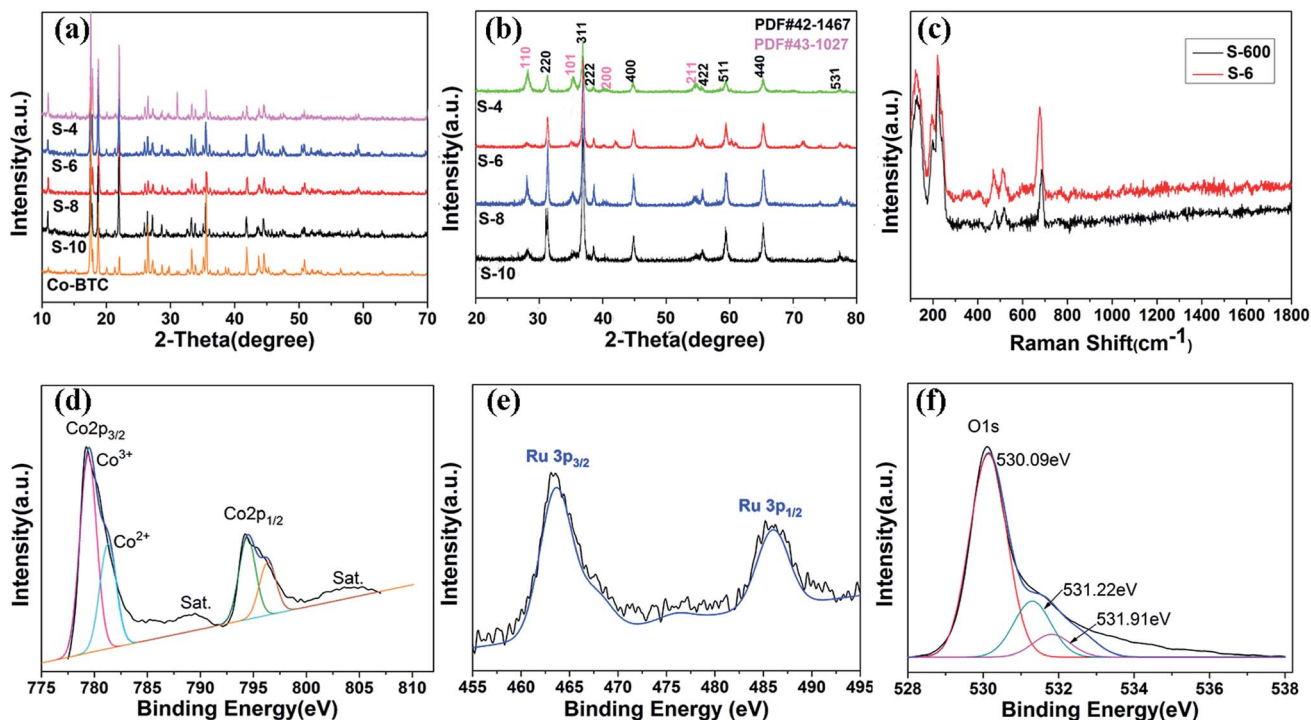 (a)
Intensity(a.u.)
S-4
S-6
S-8
S-10
Co-BTC
10 20 30 40 50 60 70
2-Theta(degree)
(b)
PDF#42-1467
PDF#43-1027
Intensity(a.u.)
110
220
101
311
222
200
400
211
422
511
440
531
S-4
S-6
S-8
S-10
20 30 40 50 60 70 80
2-Theta(degree)
(c)
Intensity(a.u.)
S-600
S-6
200 400 600 800 1000 1200 1400 1600 1800
Raman Shift(cm-1)
(d)
Intensity(a.u.)
Co2p3/2
Co3+
Co2+
Sat.
Co2p1/2
Sat.
775 780 785 790 795 800 805 810
Binding Energy(eV)
(e)
Intensity(a.u.)
Ru 3p3/2
Ru 3p1/2
455 460 465 470 475 480 485 490 495
Binding Energy (eV)
(f)
Intensity(a.u.)
O1s
530.09eV
531.22eV
531.91eV
528 530 532 534 536 538
Binding Energy(eV)